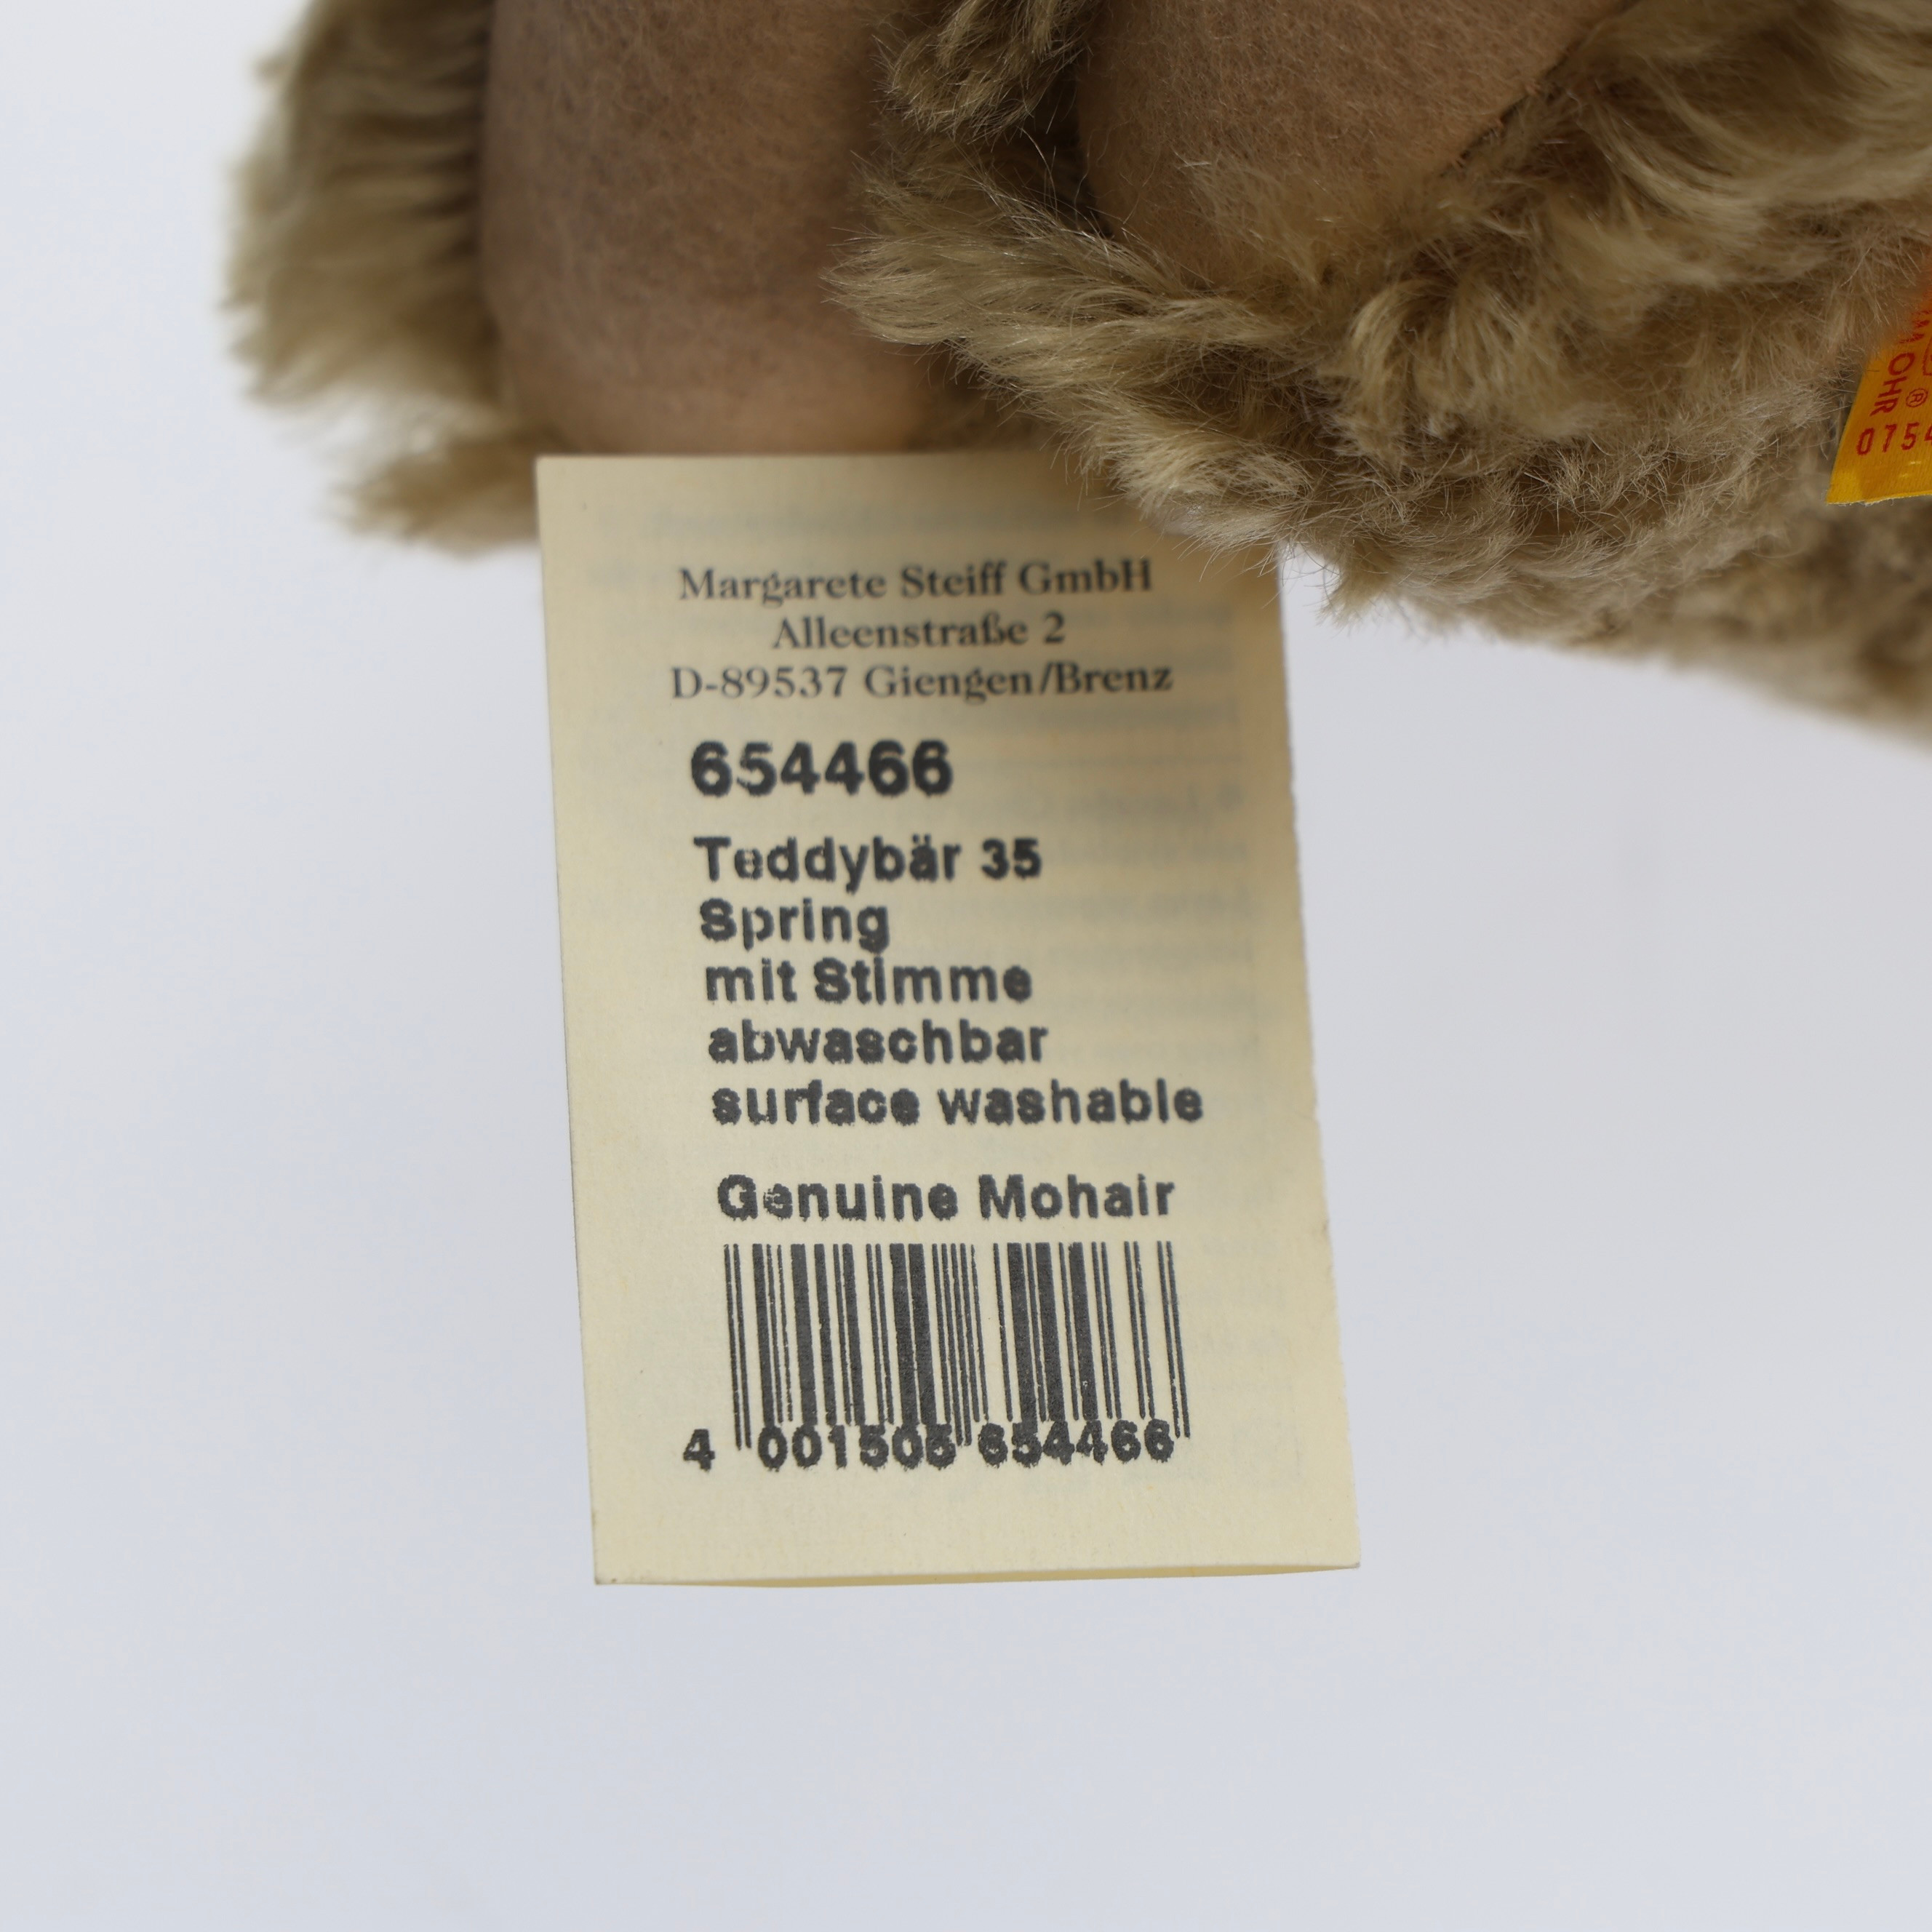 Margarete Steiff GmbH
Alleenstraße 2
D-89537 Giengen/Brenz
654466
Teddybär 35
Spring
mit Stimme
abwaschbar
surface washable
Genuine Mohair
4 001505 654466
MOHR ®